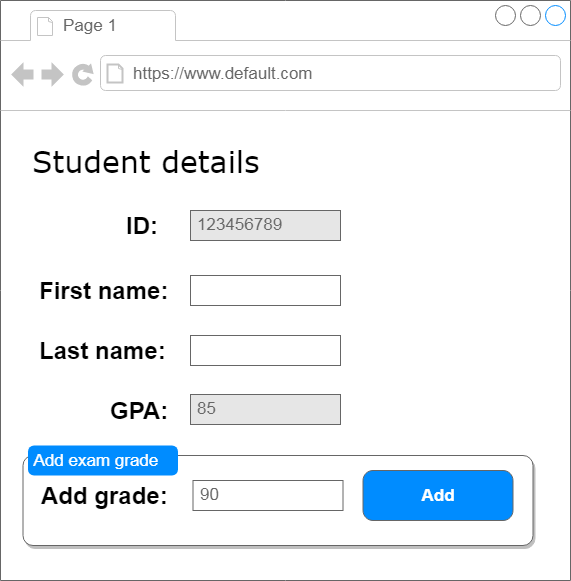 Page 1
https://www.default.com
Student details
ID: 123456789
First name:
Last name:
GPA: 85
Add exam grade
Add grade: 90 Add